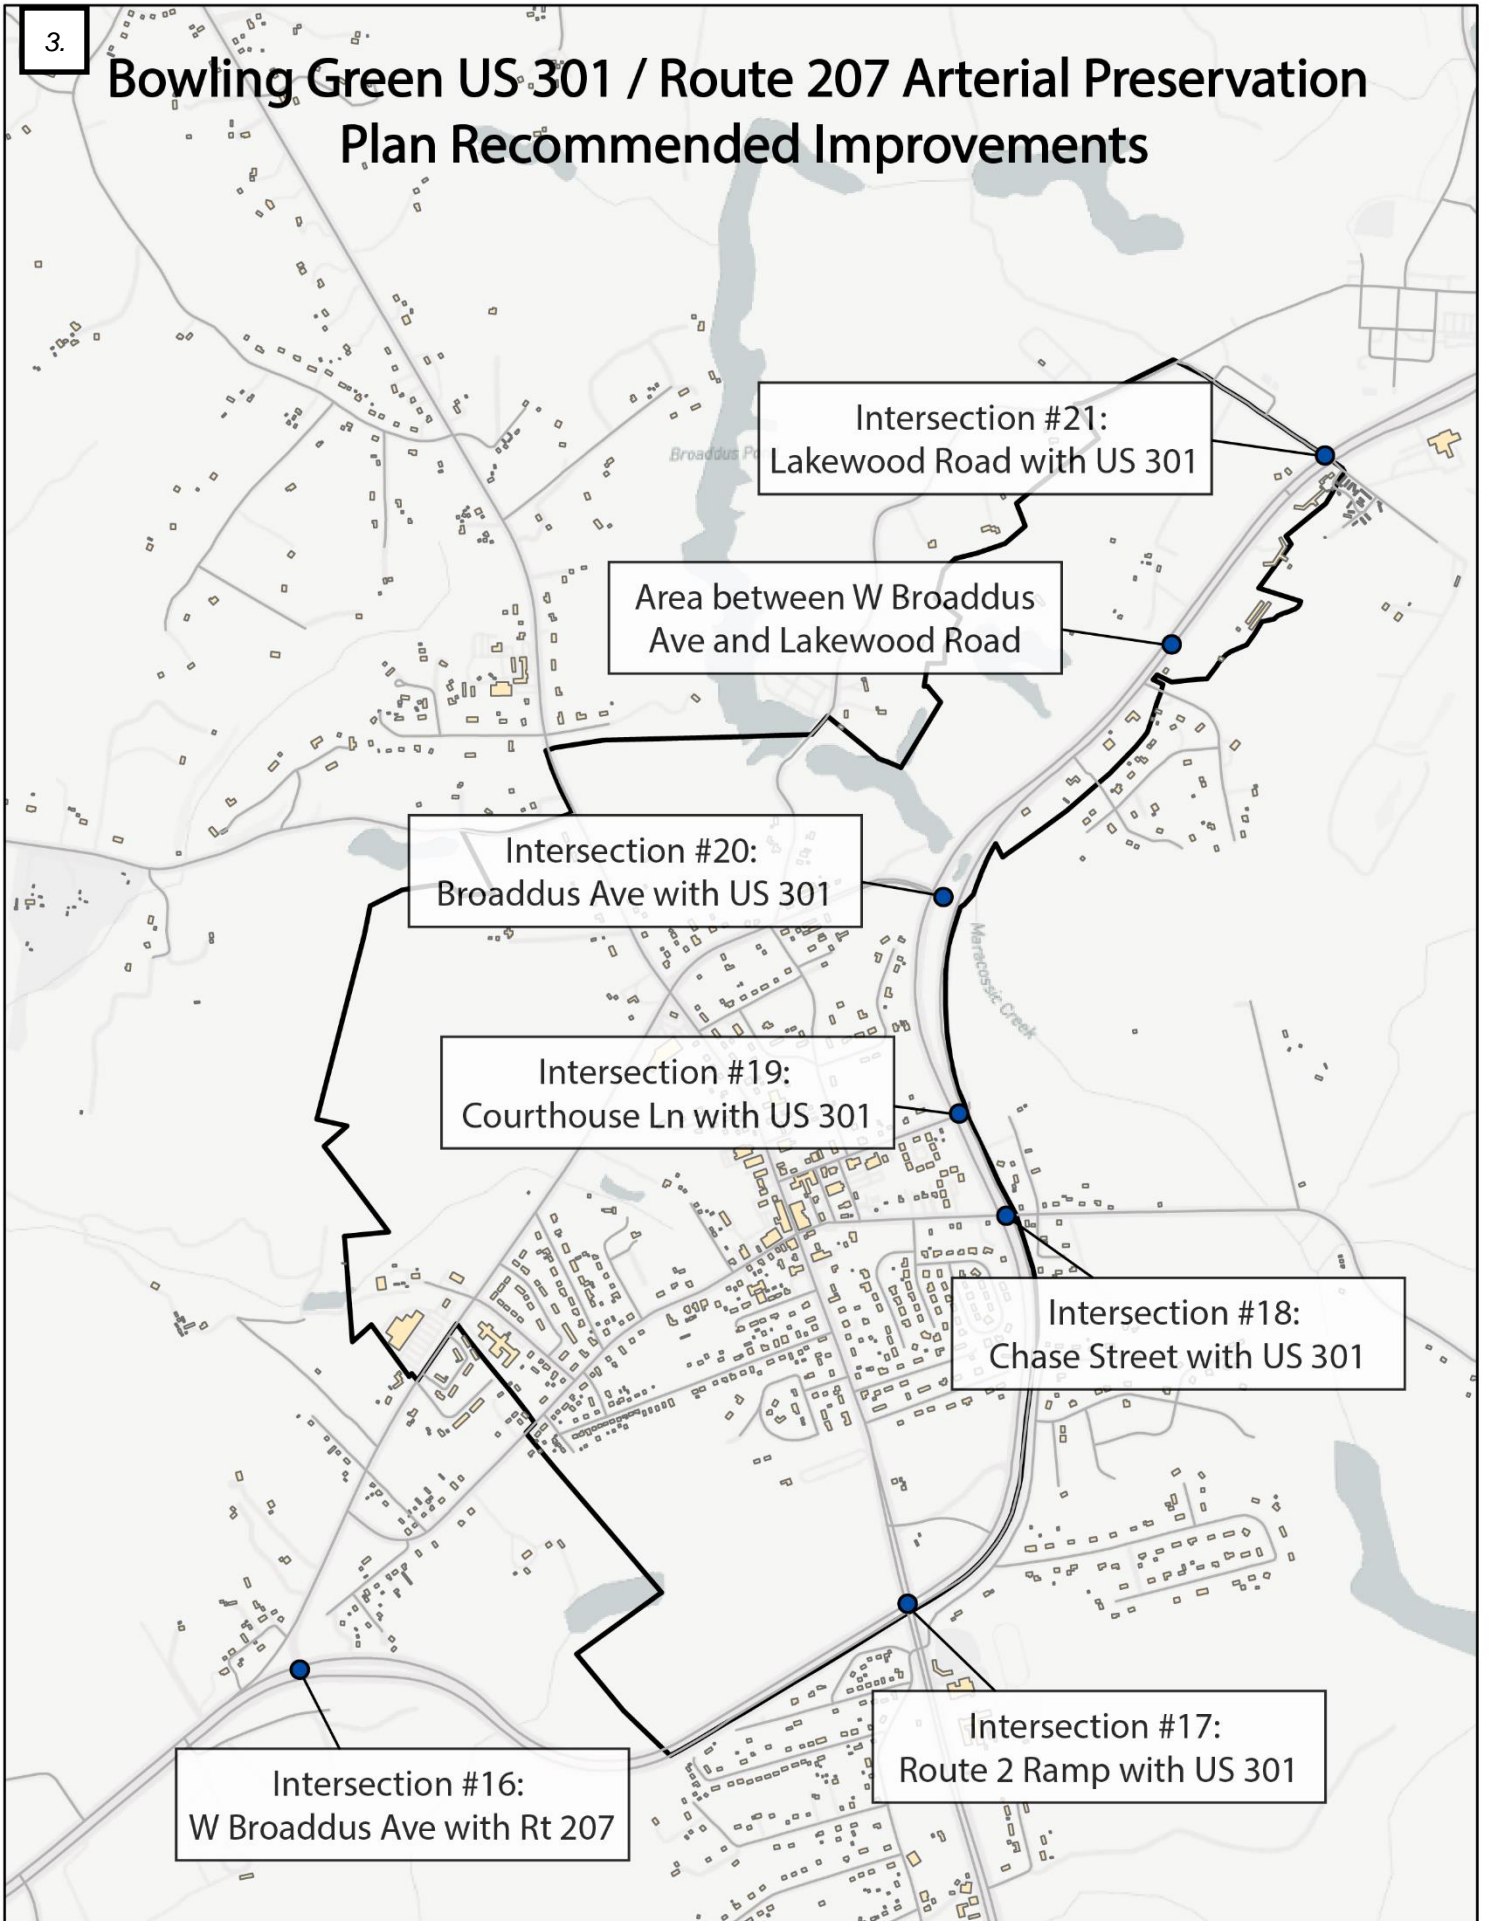 3.
Bowling Green US 301 / Route 207 Arterial Preservation
Plan Recommended Improvements
Intersection #21:
Lakewood Road with US 301
Broaddus
Area between W Broaddus
Ave and Lakewood Road
Intersection #20:
Broaddus Ave with US 301
Maracossic Creek
Intersection #19:
Courthouse Ln with US 301
Intersection #18:
Chase Street with US 301
Intersection #17:
Route 2 Ramp with US 301
Intersection #16:
W Broaddus Ave with Rt 207